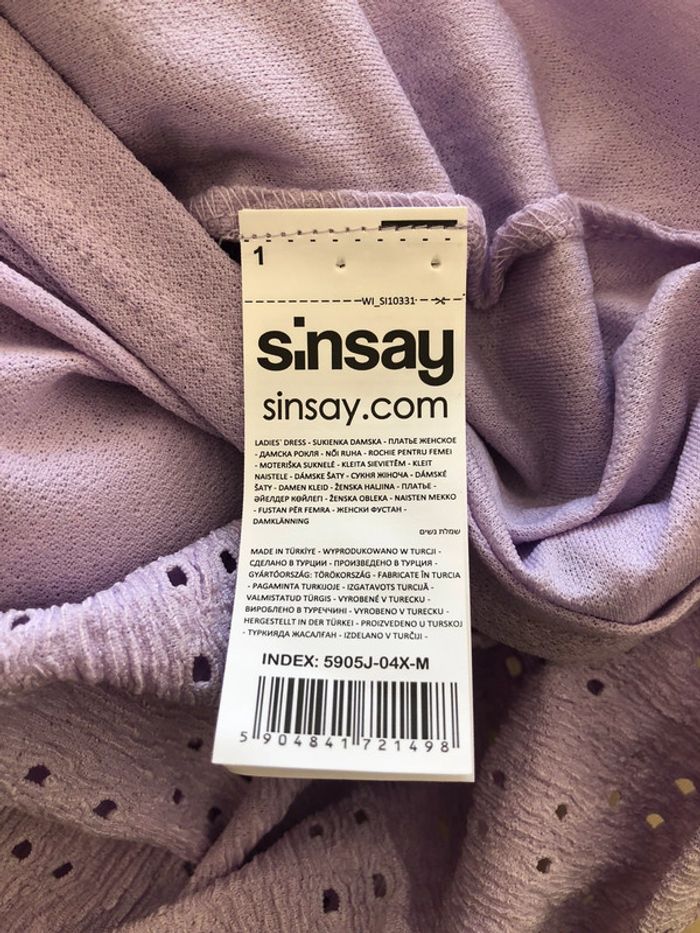 1
WI_SI10331
sinsay
sinsay.com
LADIES` DRESS - SUKIENKA DAMSKA - ПЛАТЬЕ ЖЕНСКОЕ
- ДАМСКА РОКЛЯ - NŐI RUHA - ROCHIE PENTRU FEMEI
- MOTERIŠKA SUKNELĖ - KLEITA SIEVIETĒM - KLEIT
NAISTELE - DÁMSKE ŠATY - СУКНЯ ЖІНОЧА - DÁMSKÉ
ŠATY - DAMEN KLEID - ŽENSKA HALJINA - ПЛАТЬЕ -
ӘЙЕЛДЕР КӨЙЛЕГІ - ŽENSKA OBLEKA - NAISTEN MEKKO
- FUSTAN PËR FEMRA - ЖЕНСКИ ФУСТАН -
DAMKLÄNNING
שמלת נשים
MADE IN TÜRKİYE - WYPRODUKOWANO W TURCJI -
СДЕЛАНО В ТУРЦИИ - ПРОИЗВЕДЕНО В ТУРЦИЯ -
GYÁRTÓORSZÁG: TÖRÖKORSZÁG - FABRICATE ÎN TURCIA
- PAGAMINTA TURKIJOJE - IZGATAVOTS TURCIJĀ -
VALMISTATUD TÜRGIS - VYROBENÉ V TURECKU -
ВИРОБЛЕНО В ТУРЕЧЧИНІ - VYROBENO V TURECKU -
HERGESTELLT IN DER TÜRKEI - PROIZVEDENO U TURSKOJ
- ТУРКИЯДА ЖАСАЛҒАН - IZDELANO V TURČIJI -
INDEX: 5905J-04X-M
5 904841 721498